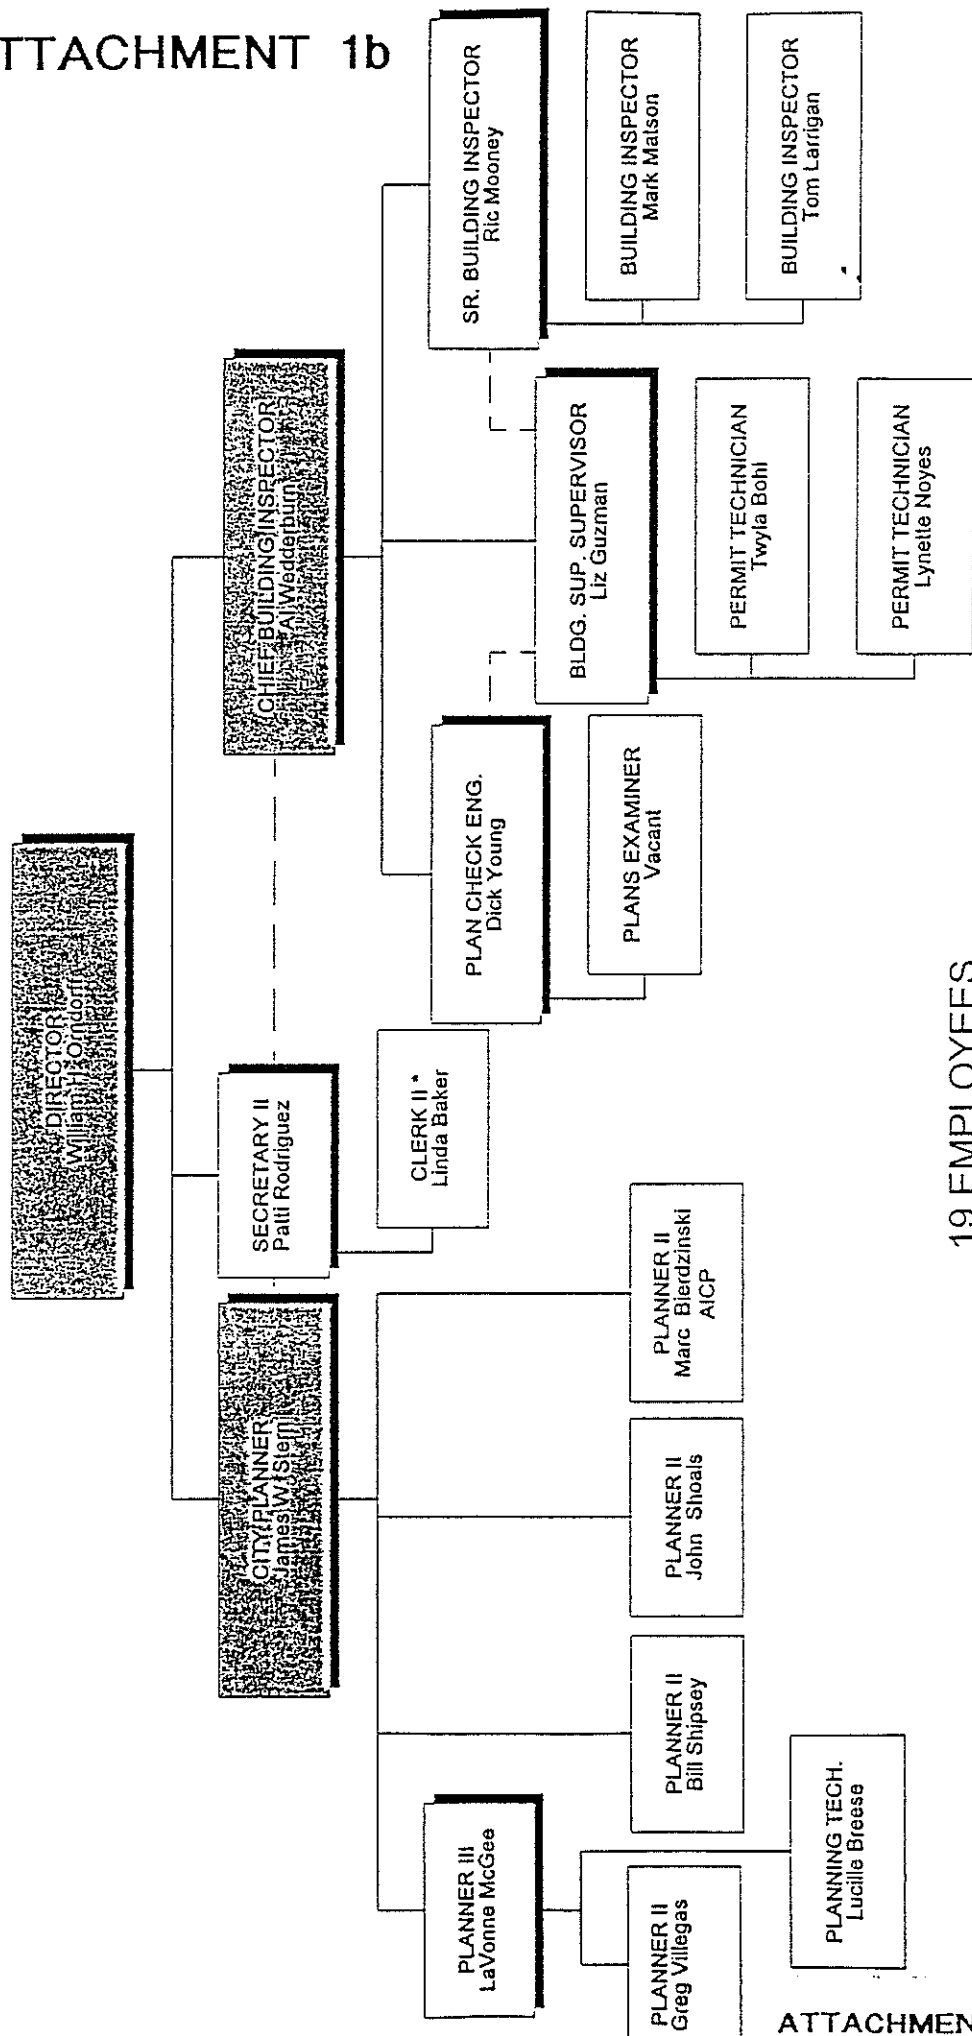 TTACHMENT 1b
DIRECTOR
William H. Orndorff
CITY PLANNER
James W. Stern
SECRETARY II
Patti Rodriguez
CHIEF BUILDING INSPECTOR
Al Wedderburn
CLERK II *
Linda Baker
PLANNER III
LaVonne McGee
PLAN CHECK ENG.
Dick Young
BLDG. SUP. SUPERVISOR
Liz Guzman
SR. BUILDING INSPECTOR
Ric Mooney
PLANNER II
Greg Villegas
PLANNER II
Bill Shipsey
PLANNER II
John Shoals
PLANNER II
Marc Bierdzinski
AICP
PLANS EXAMINER
Vacant
PERMIT TECHNICIAN
Twyla Bohl
PERMIT TECHNICIAN
Lynette Noyes
BUILDING INSPECTOR
Mark Matson
BUILDING INSPECTOR
Tom Larrigan
PLANNING TECH.
Lucille Breese
19 EMPLOYEES
ATTACHMEN